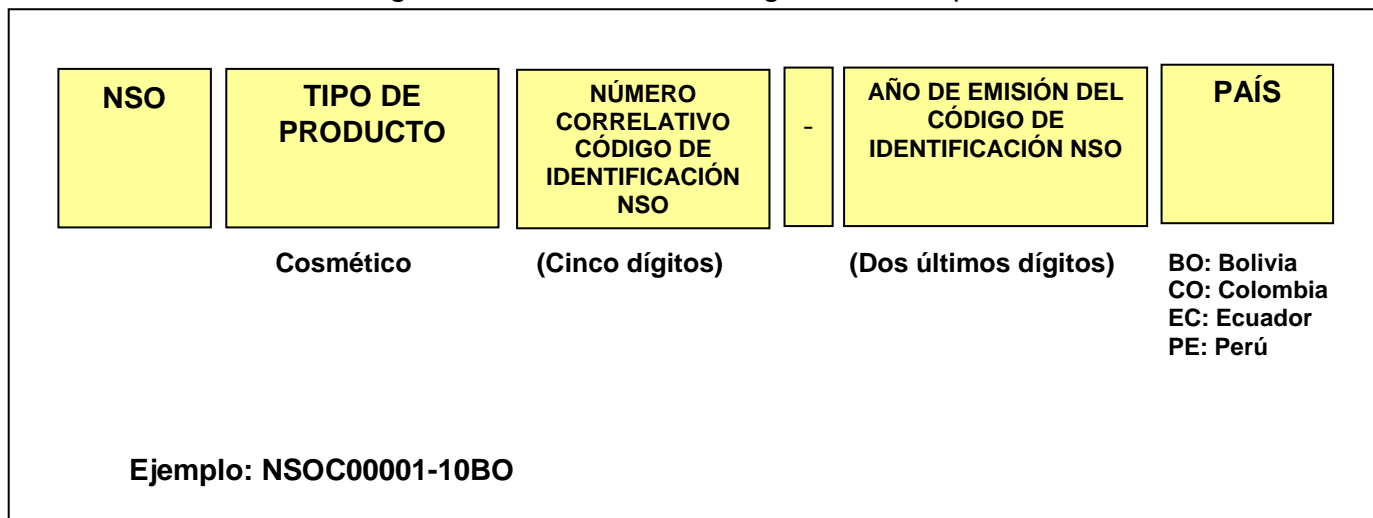 NSO
TIPO DE
PRODUCTO
NÚMERO
CORRELATIVO
CÓDIGO DE
IDENTIFICACIÓN
NSO
-
AÑO DE EMISIÓN DEL
CÓDIGO DE
IDENTIFICACIÓN NSO
PAÍS
Cosmético
(Cinco dígitos)
(Dos últimos dígitos)
BO: Bolivia
CO: Colombia
EC: Ecuador
PE: Perú
Ejemplo: NSOC00001-10BO